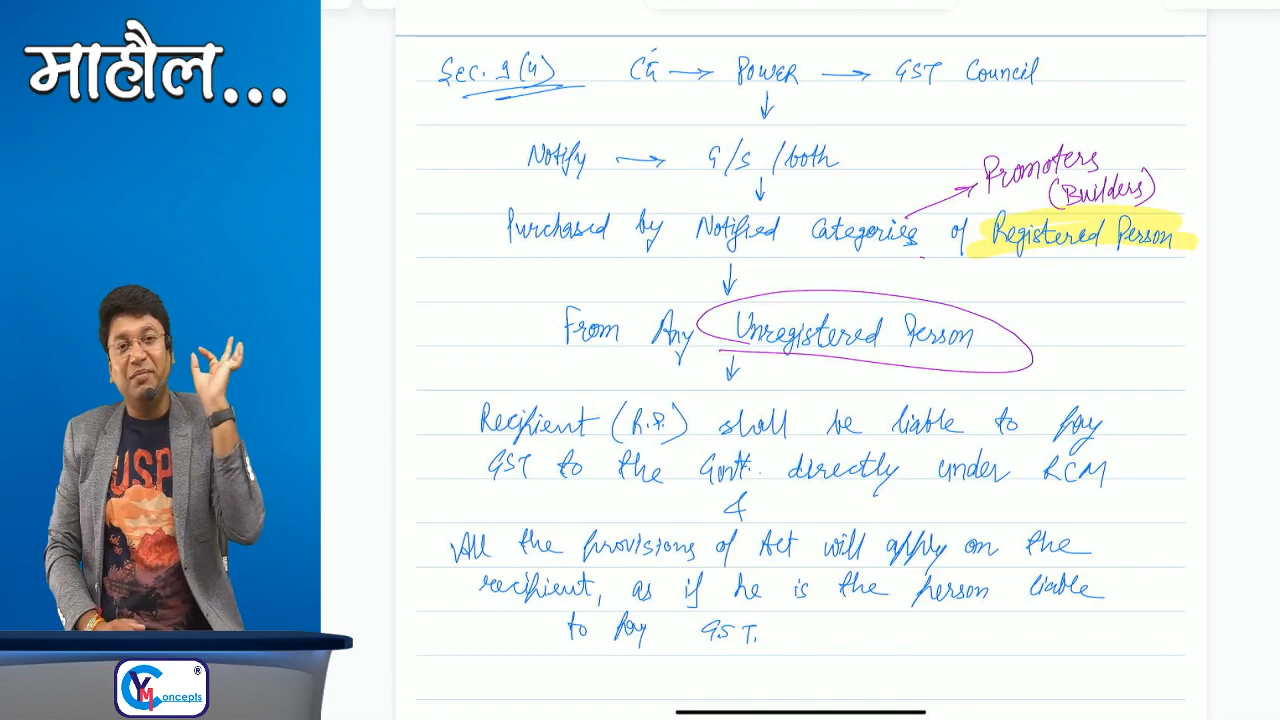 माहौल...
Sec. 9(4) CG → POWER → GST Council
Notify → G/S /both
Promoters
(Builders)
Purchased by Notified Categories of Registered Person
From Any Unregistered Person
Recipient (R.P.) shall be liable to pay
GST to the Govt. directly under RCM
&
All the provisions of Act will apply on the
recipient, as if he is the person liable
to pay GST.
USP
CYM Concepts ®